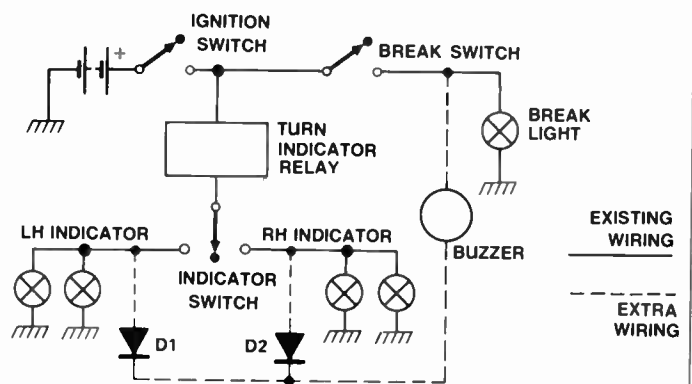 IGNITION
SWITCH
+
BREAK SWITCH
BREAK
LIGHT
TURN
INDICATOR
RELAY
LH INDICATOR
RH INDICATOR
INDICATOR
SWITCH
BUZZER
EXISTING
WIRING
EXTRA
WIRING
D1
D2